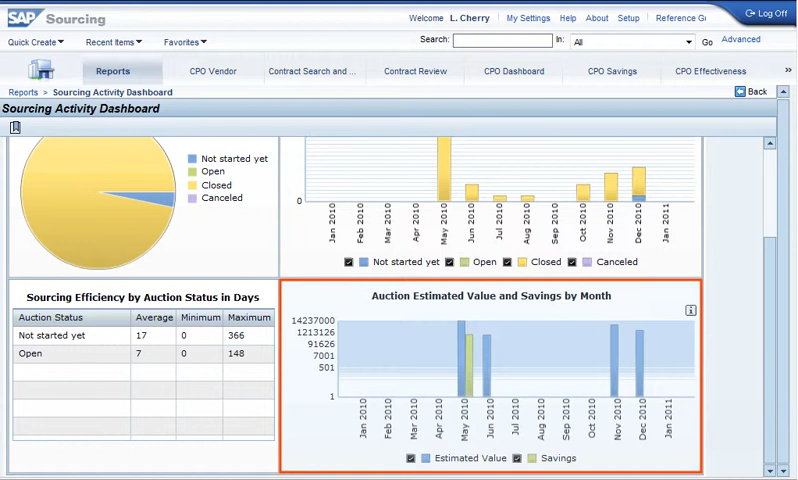 SAP Sourcing
Welcome L. Cherry My Settings Help About Setup Reference Log Off
Quick Create Recent Items Favorites Search: In: All Go Advanced
Reports CPO Vendor Contract Search and ... Contract Review CPO Dashboard CPO Savings CPO Effectiveness »
Reports > Sourcing Activity Dashboard Back
Sourcing Activity Dashboard
Not started yet
Open
Closed
Canceled
0
Jan 2010 Feb 2010 Mar 2010 Apr 2010 May 2010 Jun 2010 Jul 2010 Aug 2010 Sep 2010 Oct 2010 Nov 2010 Dec 2010 Jan 2011
Not started yet Open Closed Canceled
Sourcing Efficiency by Auction Status in Days
Auction Status Average Minimum Maximum
Not started yet 17 0 366
Open 7 0 148
Auction Estimated Value and Savings by Month
14237000
1213126
91626
7001
501
1
Jan 2010 Feb 2010 Mar 2010 Apr 2010 May 2010 Jun 2010 Jul 2010 Aug 2010 Sep 2010 Oct 2010 Nov 2010 Dec 2010 Jan 2011
Estimated Value Savings